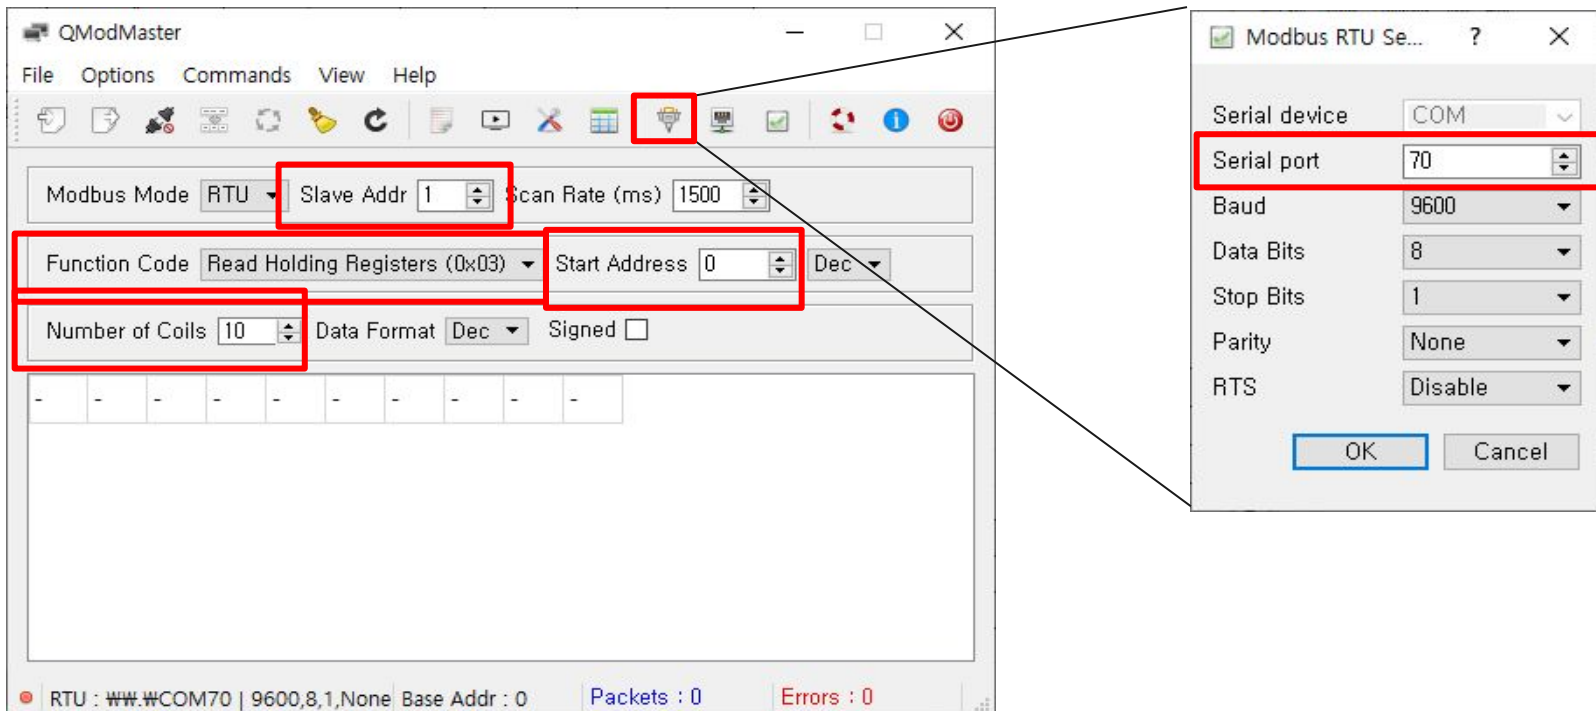 QModMaster
File Options Commands View Help
Modbus Mode RTU Slave Addr 1 Scan Rate (ms) 1500
Function Code Read Holding Registers (0x03) Start Address 0 Dec
Number of Coils 10 Data Format Dec Signed
- - - - - - - - - -
RTU : ₩₩.₩COM70 | 9600,8,1,None Base Addr : 0 Packets : 0 Errors : 0
Modbus RTU Se... ?
Serial device COM
Serial port 70
Baud 9600
Data Bits 8
Stop Bits 1
Parity None
RTS Disable
OK Cancel